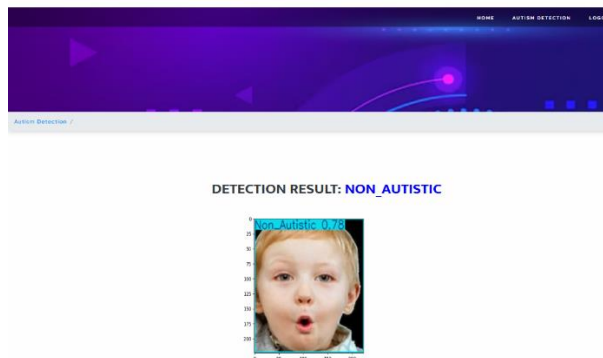 HOME AUTISM DETECTION
Autism Detection /
DETECTION RESULT: NON_AUTISTIC
Non_Autistic 0.78
0
25
50
75
100
125
150
175
200